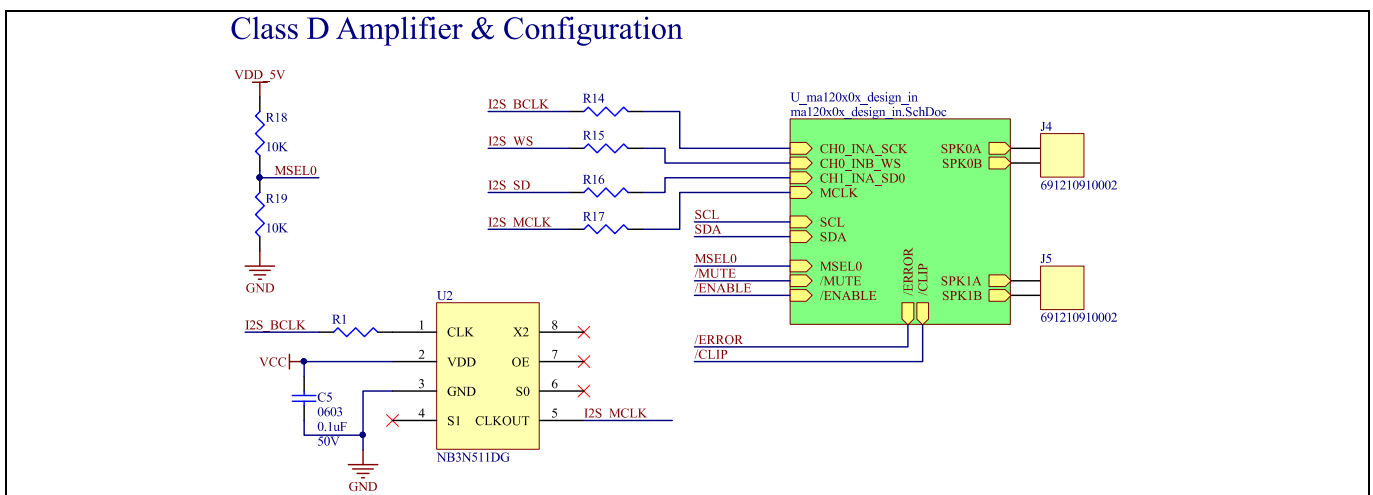 Class D Amplifier & Configuration
VDD_5V
R18
10K
MSEL0
R19
10K
GND
I2S_BCLK
R14
I2S_WS
R15
I2S_SD
R16
I2S_MCLK
R17
U_ma120x0x_design_in
ma120x0x_design_in.SchDoc
CH0_INA_SCK
CH0_INB_WS
CH1_INA_SD0
MCLK
SCL
SCL
SDA
SDA
MSEL0
MSEL0
/MUTE
/MUTE
/ENABLE
/ENABLE
/ERROR
/CLIP
SPK0A
SPK0B
SPK1A
SPK1B
J4
691210910002
J5
691210910002
/ERROR
/CLIP
U2
I2S_BCLK
R1
1
CLK
X2
8
VCC
2
VDD
OE
7
3
GND
S0
6
4
S1
CLKOUT
5
I2S_MCLK
NB3N511DG
C5
0603
0.1uF
50V
GND